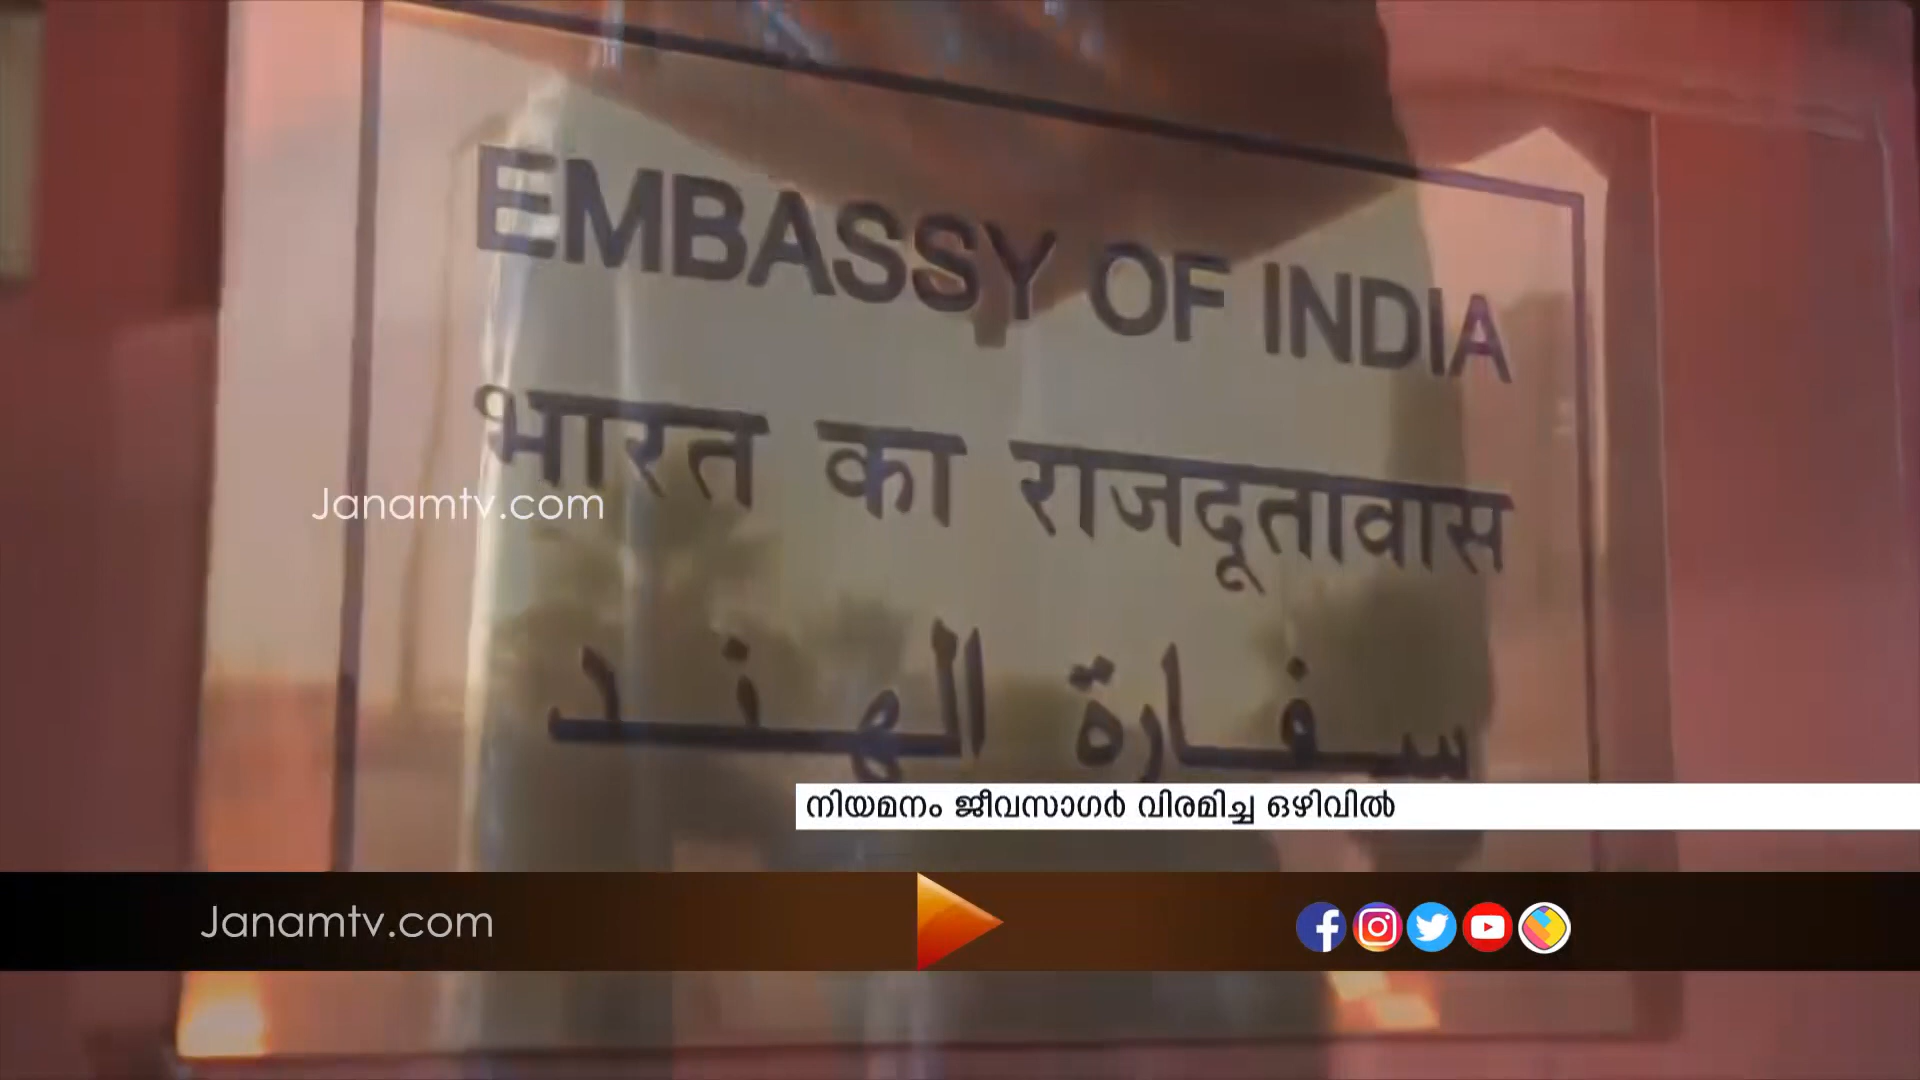 EMBASSY OF INDIA
भारत का राजदूतावास
Janamtv.com
سفارة الهند
നിയമനം ജീവസാഗർ വിരമിച്ച ഒഴിവിൽ
Janamtv.com